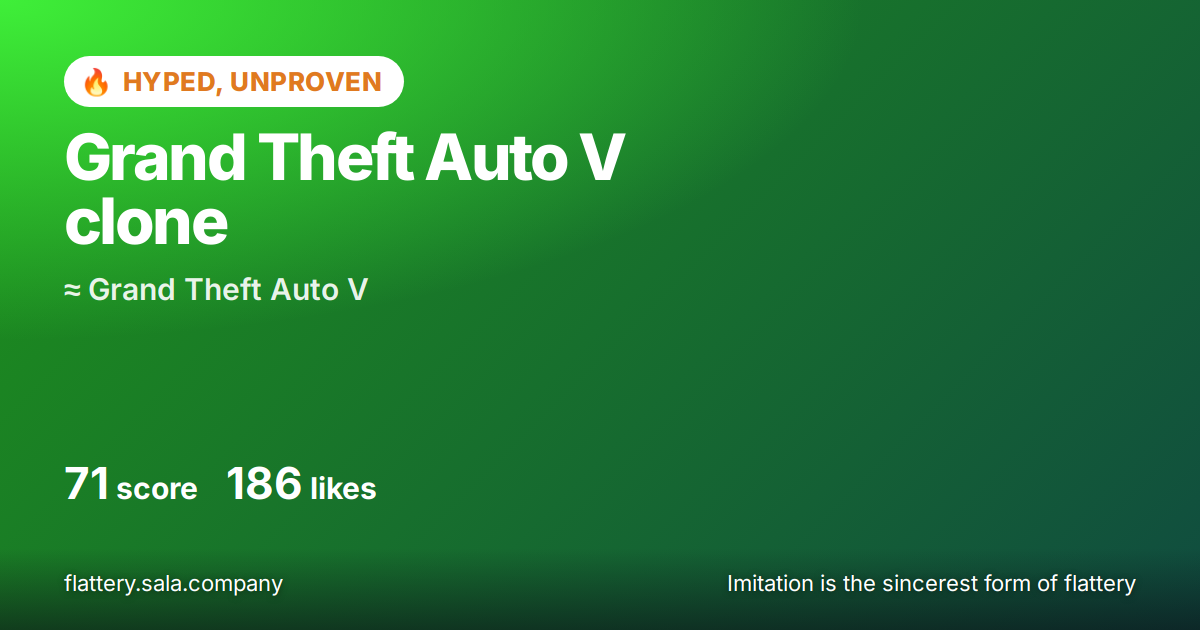 🔥 HYPED, UNPROVEN
Grand Theft Auto V
clone
≈ Grand Theft Auto V
71 score 186 likes
flattery.sala.company
Imitation is the sincerest form of flattery